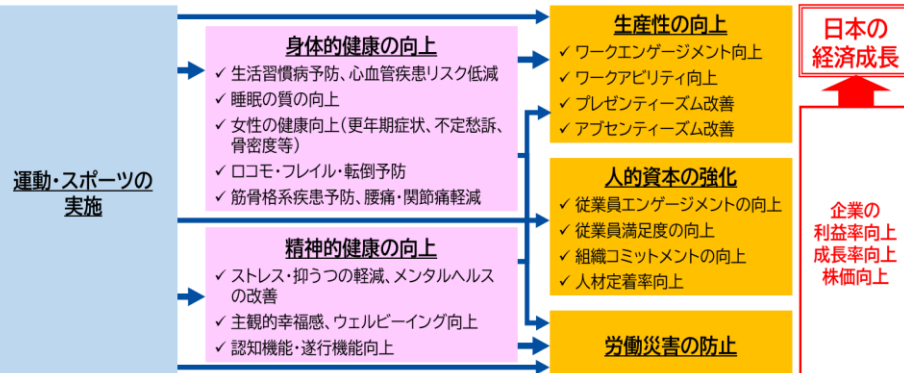 運動・スポーツの
実施
身体的健康の向上
✓ 生活習慣病予防、心血管疾患リスク低減
✓ 睡眠の質の向上
✓ 女性の健康向上(更年期症状、不定愁訴、
骨密度等)
✓ ロコモ・フレイル・転倒予防
✓ 筋骨格系疾患予防、腰痛・関節痛軽減
精神的健康の向上
✓ ストレス・抑うつの軽減、メンタルヘルス
の改善
✓ 主観的幸福感、ウェルビーイング向上
✓ 認知機能・遂行機能向上
生産性の向上
✓ ワークエンゲージメント向上
✓ ワークアビリティ向上
✓ プレゼンティーズム改善
✓ アブセンティーズム改善
人的資本の強化
✓ 従業員エンゲージメントの向上
✓ 従業員満足度の向上
✓ 組織コミットメントの向上
✓ 人材定着率向上
労働災害の防止
日本の
経済成長
企業の
利益率向上
成長率向上
株価向上